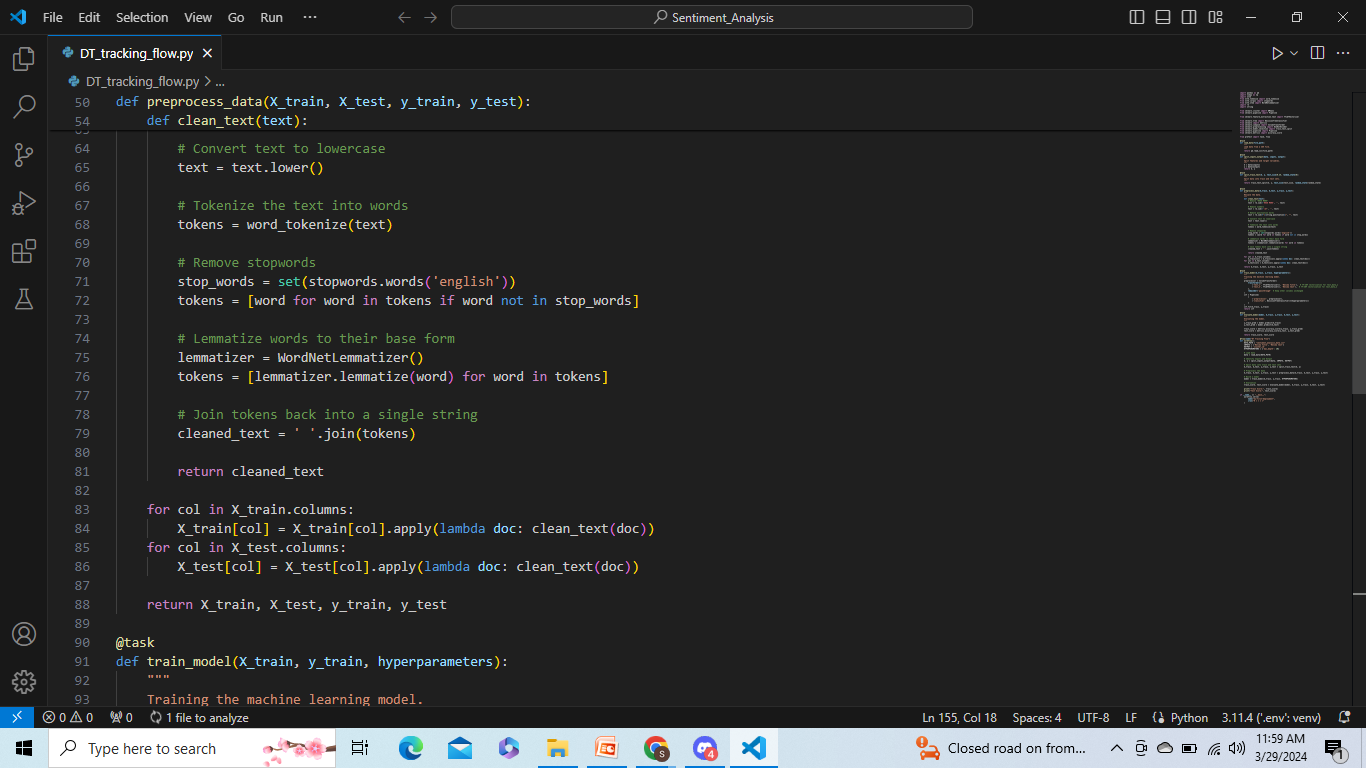 File Edit Selection View Go Run ··· Sentiment_Analysis
DT_tracking_flow.py
DT_tracking_flow.py > ...
50 def preprocess_data(X_train, X_test, y_train, y_test):
54 def clean_text(text):
64 # Convert text to lowercase
65 text = text.lower()
66
67 # Tokenize the text into words
68 tokens = word_tokenize(text)
69
70 # Remove stopwords
71 stop_words = set(stopwords.words('english'))
72 tokens = [word for word in tokens if word not in stop_words]
73
74 # Lemmatize words to their base form
75 lemmatizer = WordNetLemmatizer()
76 tokens = [lemmatizer.lemmatize(word) for word in tokens]
77
78 # Join tokens back into a single string
79 cleaned_text = ' '.join(tokens)
80
81 return cleaned_text
82
83 for col in X_train.columns:
84 X_train[col] = X_train[col].apply(lambda doc: clean_text(doc))
85 for col in X_test.columns:
86 X_test[col] = X_test[col].apply(lambda doc: clean_text(doc))
87
88 return X_train, X_test, y_train, y_test
89
90 @task
91 def train_model(X_train, y_train, hyperparameters):
92 """
93 Training the machine learning model.
0 0 0 1 file to analyze Ln 155, Col 18 Spaces: 4 UTF-8 LF Python 3.11.4 ('.env': venv)
Type here to search S 4 Closed road on from... 11:59 AM
3/29/2024 1